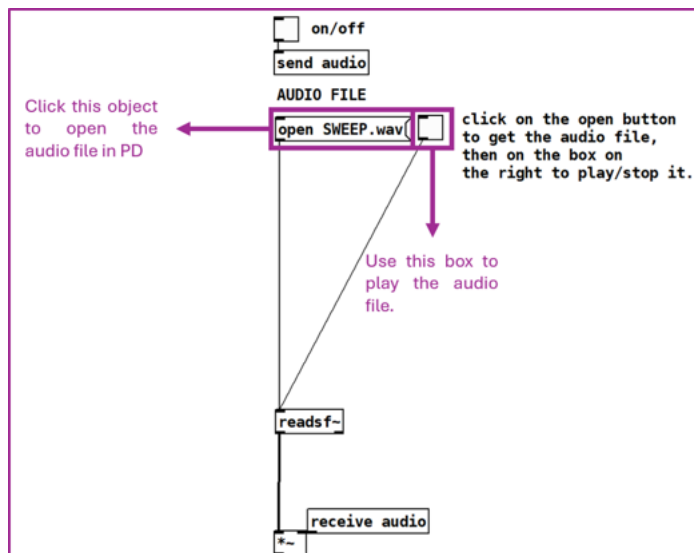 on/off
send audio
AUDIO FILE
Click this object
to open the
audio file in PD
open SWEEP.wav
click on the open button
to get the audio file,
then on the box on
the right to play/stop it.
Use this box to
play the audio
file.
readsf~
receive audio
*~